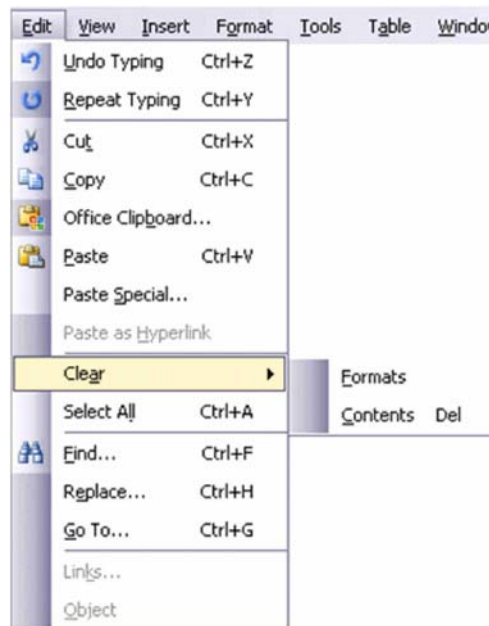 Edit View Insert Format Tools Table Windo
Undo Typing Ctrl+Z
Repeat Typing Ctrl+Y
Cut Ctrl+X
Copy Ctrl+C
Office Clipboard...
Paste Ctrl+V
Paste Special...
Paste as Hyperlink
Clear
Formats
Select All Ctrl+A
Contents Del
Find... Ctrl+F
Replace... Ctrl+H
Go To... Ctrl+G
Links...
Object